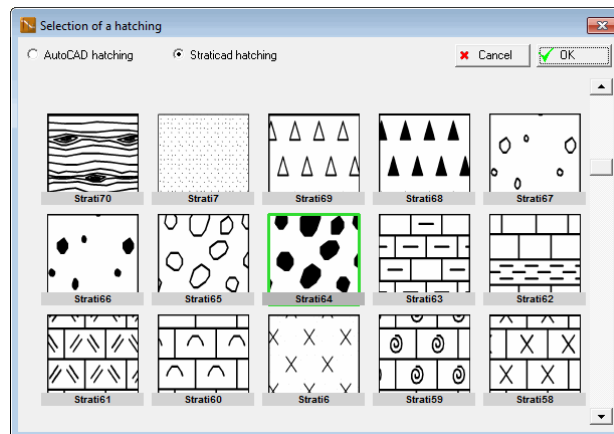 Selection of a hatching
AutoCAD hatching Straticad hatching Cancel OK
Strati70 Strati7 Strati69 Strati68 Strati67
Strati66 Strati65 Strati64 Strati63 Strati62
Strati61 Strati60 Strati6 Strati59 Strati58